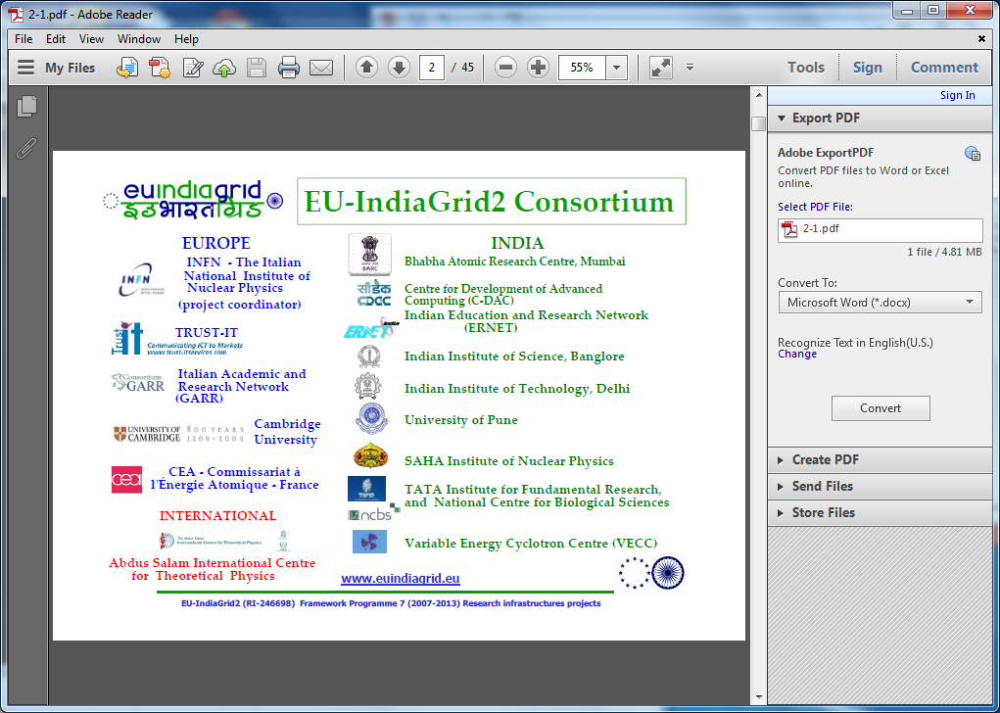 2-1.pdf - Adobe Reader
File Edit View Window Help
My Files 2 / 45 55% Tools Sign Comment
Sign In
Export PDF
Adobe ExportPDF
Convert PDF files to Word or Excel
online.
Select PDF File:
2-1.pdf
1 file / 4.81 MB
Convert To:
Microsoft Word (*.docx)
Recognize Text in English(U.S.)
Change
Convert
Create PDF
Send Files
Store Files
euindiagrid
इडभारतग्रिड
EU-IndiaGrid2 Consortium
EUROPE
INFN
INFN - The Italian
National Institute of
Nuclear Physics
(project coordinator)
Trust it
Communicating ICT to Markets
www.trust-itservices.com
TRUST-IT
Consortium
GARR
Italian Academic and
Research Network
(GARR)
UNIVERSITY OF
CAMBRIDGE
800 YEARS
1209-2009
Cambridge
University
cea
CEA - Commissariat à
l'Énergie Atomique - France
INTERNATIONAL
The Abdus Salam
International Centre for Theoretical Physics
Abdus Salam International Centre
for Theoretical Physics
INDIA
BARC
Bhabha Atomic Research Centre, Mumbai
सी डैक
CDAC
Centre for Development of Advanced
Computing (C-DAC)
ERNET India
Indian Education and Research Network
(ERNET)
Indian Institute of Science, Banglore
Indian Institute of Technology, Delhi
University of Pune
SAHA Institute of Nuclear Physics
TIFR
ncbs
TATA Institute for Fundamental Research,
and National Centre for Biological Sciences
Variable Energy Cyclotron Centre (VECC)
www.euindiagrid.eu
EU-IndiaGrid2 (RI-246698) Framework Programme 7 (2007-2013) Research infrastructures projects